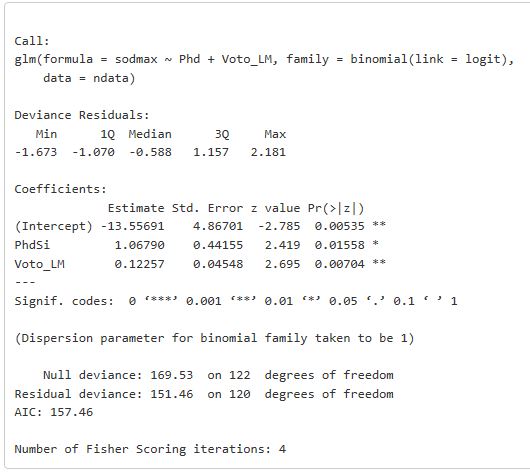 Call:
glm(formula = sodmax ~ Phd + Voto_LM, family = binomial(link = logit),
    data = ndata)
Deviance Residuals:
   Min      1Q  Median      3Q     Max
-1.673  -1.070  -0.588   1.157   2.181
Coefficients:
             Estimate Std. Error z value Pr(>|z|)
(Intercept) -13.55691    4.86701  -2.785  0.00535 **
PhdSi         1.06790    0.44155   2.419  0.01558 *
Voto_LM       0.12257    0.04548   2.695  0.00704 **
---
Signif. codes:  0 ‘***’ 0.001 ‘**’ 0.01 ‘*’ 0.05 ‘.’ 0.1 ‘ ’ 1
(Dispersion parameter for binomial family taken to be 1)
    Null deviance: 169.53  on 122  degrees of freedom
Residual deviance: 151.46  on 120  degrees of freedom
AIC: 157.46
Number of Fisher Scoring iterations: 4